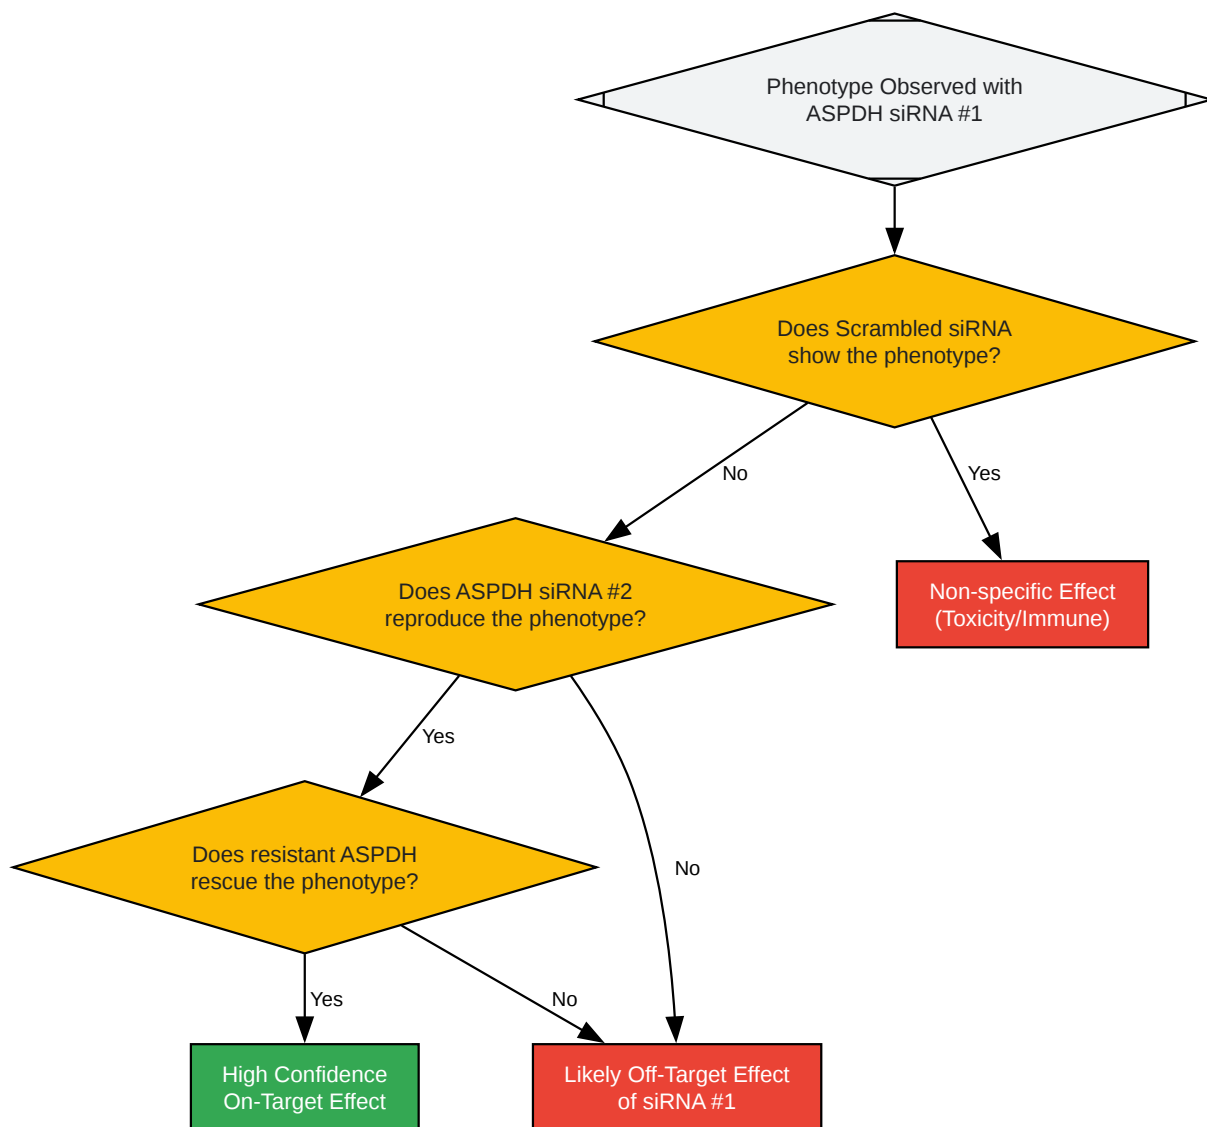 Phenotype Observed with
ASPDH siRNA #1
Does Scrambled siRNA
show the phenotype?
No
Yes
Does ASPDH siRNA #2
reproduce the phenotype?
Non-specific Effect
(Toxicity/Immune)
Yes
No
Does resistant ASPDH
rescue the phenotype?
Yes
No
High Confidence
On-Target Effect
Likely Off-Target Effect
of siRNA #1